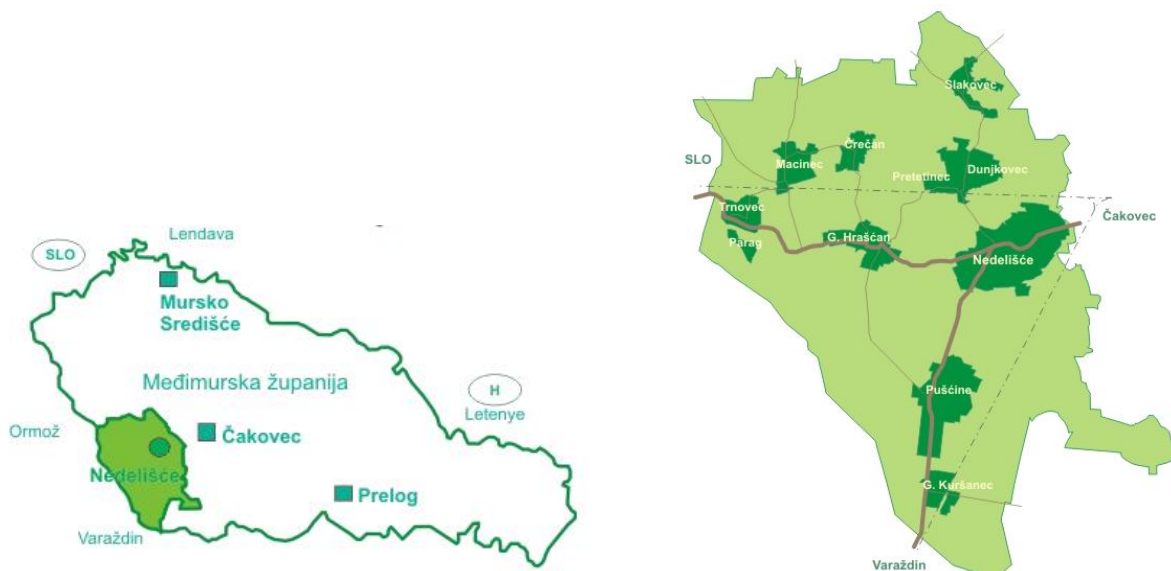 Lendava
SLO
Mursko
Središće
Međimurska županija
H
Letenye
Ormož
Čakovec
Nedelišće
Prelog
Varaždin
Slakovec
Črečan
Macinec
Dunjkovec
Pretetinec
SLO
Trnovec
Čakovec
G. Hrašćan
Parag
Nedelišće
Pušćine
G. Kuršanec
Varaždin